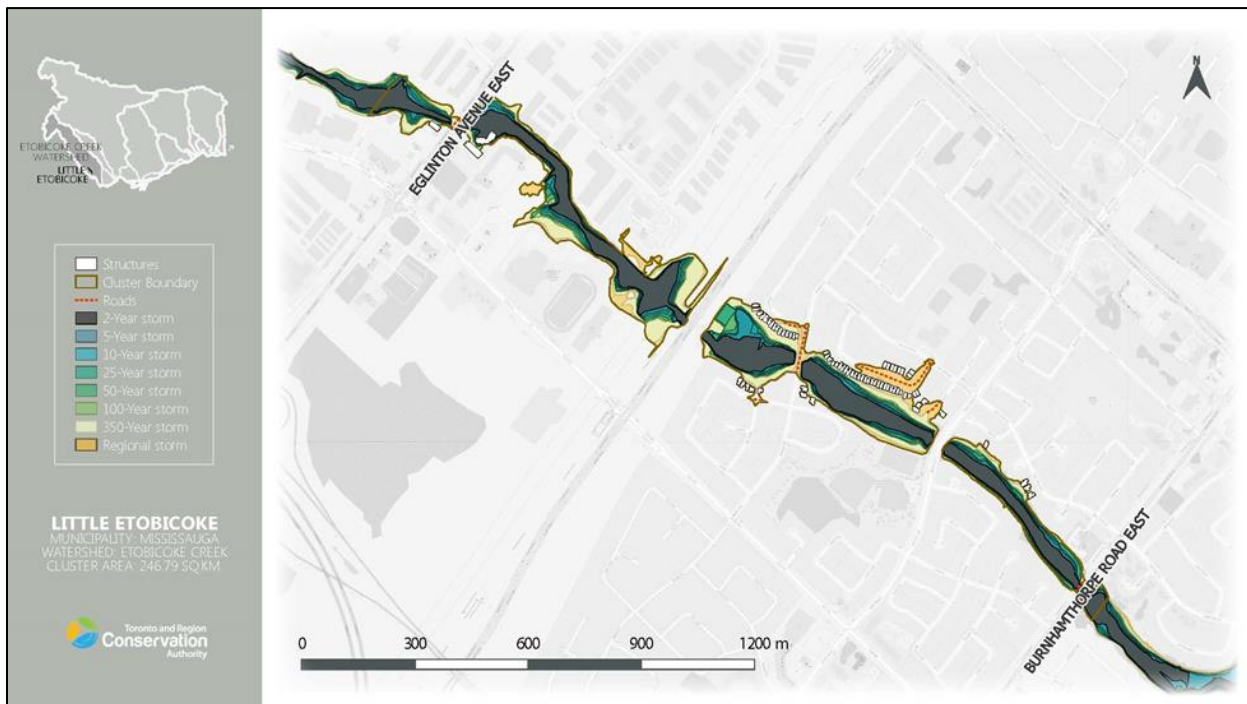 ETOBICOKE CREEK
WATERSHED
LITTLE
ETOBICOKE
Structures
Cluster Boundary
Roads
2-Year storm
5-Year storm
10-Year storm
25-Year storm
50-Year storm
100-Year storm
350-Year storm
Regional storm
LITTLE ETOBICOKE
MUNICIPALITY: MISSISSAUGA
WATERSHED: ETOBICOKE CREEK
CLUSTER AREA: 246.79 SQ.KM
Toronto and Region
Conservation
Authority
EGLINTON AVENUE EAST
N
BURNHAMTHORPE ROAD EAST
0 300 600 900 1200 m